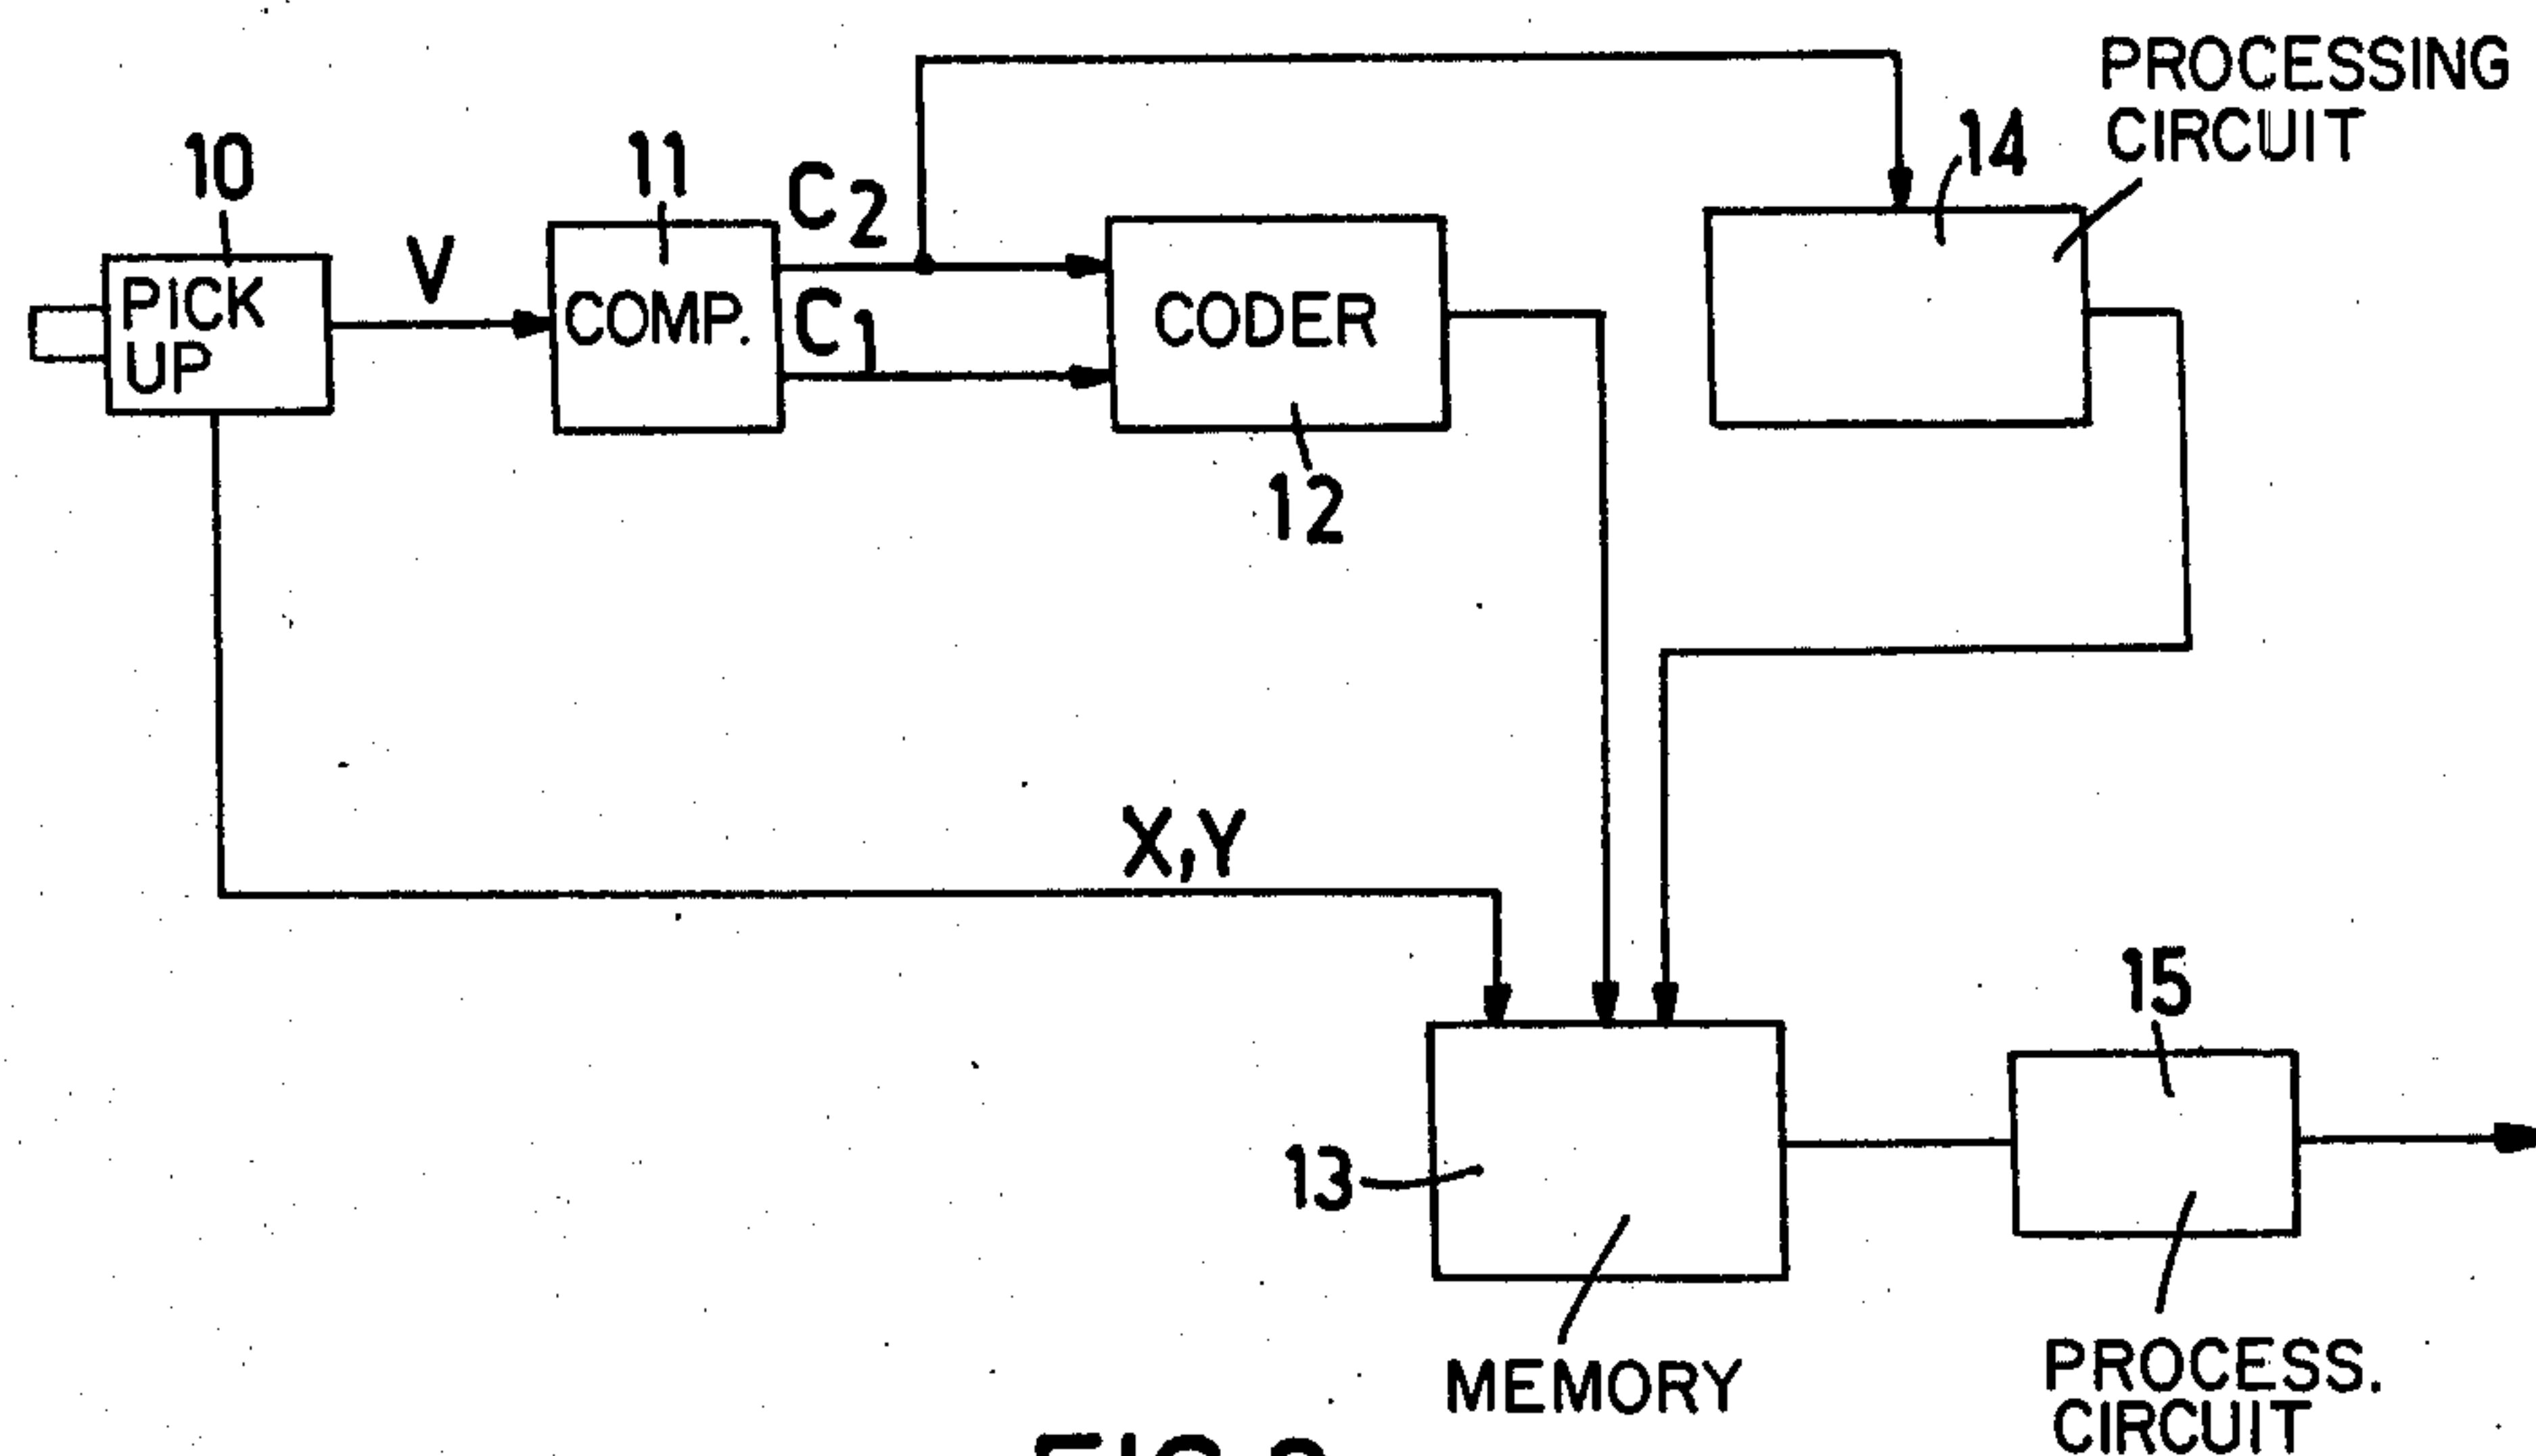 PROCESSING
CIRCUIT
14
10
11
C2
V
PICK
UP
COMP.
C1
CODER
12
X,Y
15
13
MEMORY
PROCESS.
CIRCUIT